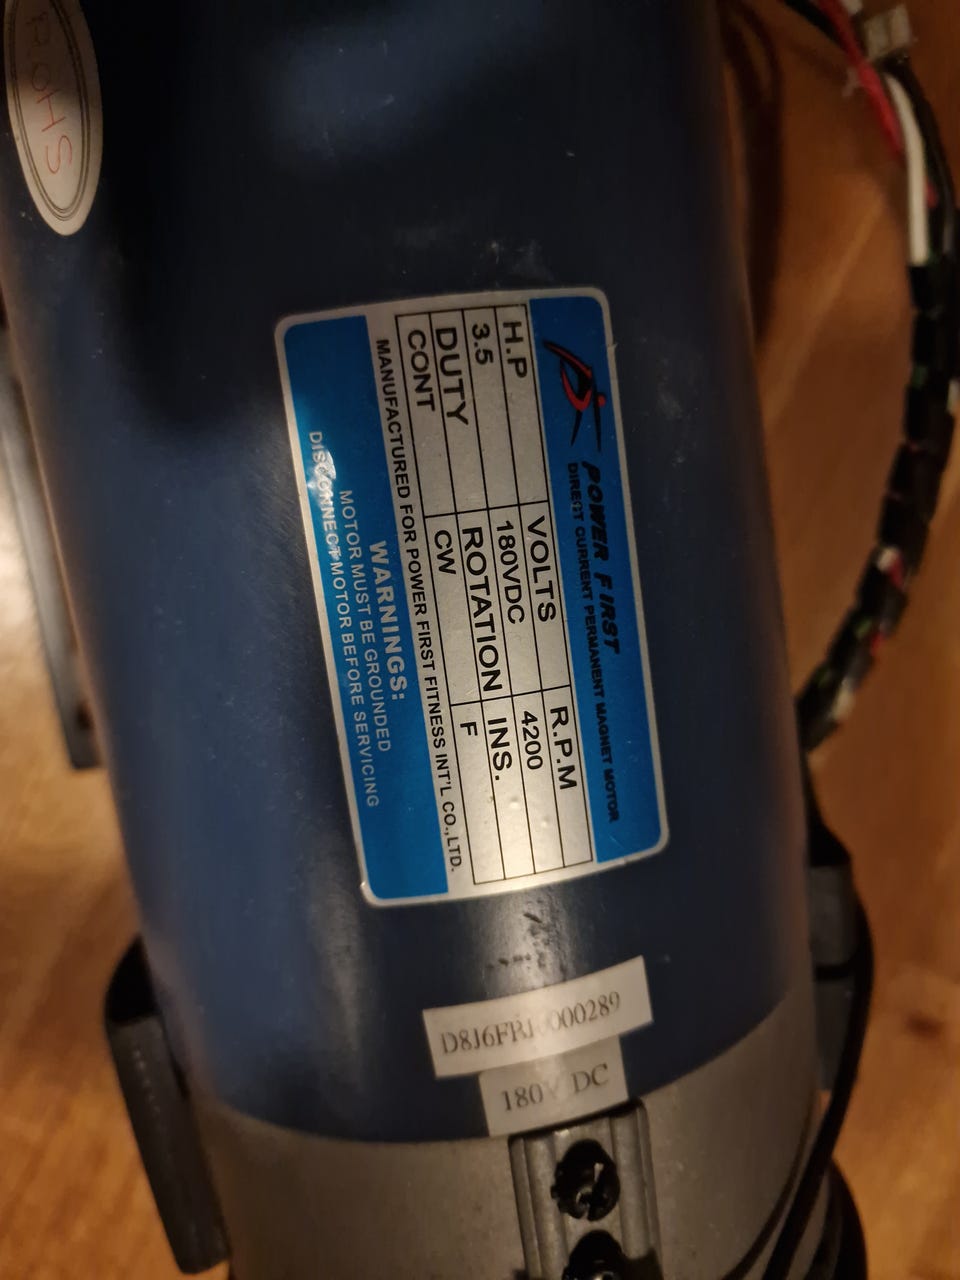 RoHS
POWER FIRST
DIRECT CURRENT PERMANENT MAGNET MOTOR
H.P VOLTS R.P.M
3.5 180VDC 4200
DUTY ROTATION INS.
CONT CW F
MANUFACTURED FOR POWER FIRST FITNESS INT'L CO.,LTD.
WARNINGS:
MOTOR MUST BE GROUNDED
DISCONNECT MOTOR BEFORE SERVICING
180V DC